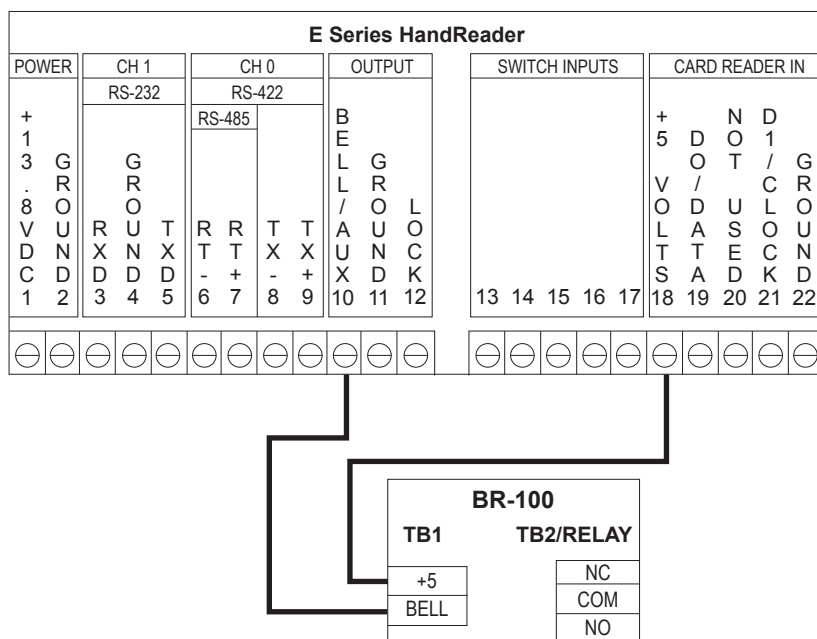 E Series HandReader
POWER CH 1 CH 0 OUTPUT SWITCH INPUTS CARD READER IN
RS-232 RS-422
RS-485
+13.8VDC 1
GROUND 2
RXD 3
GROUND 4
TXD 5
RT- 6
RT+ 7
TX- 8
TX+ 9
BELL/AUX 10
GROUND 11
LOCK 12
13 14 15 16 17
+5 VOLTS 18
DO/DATA 19
NOT USED 20
D1/CLOCK 21
GROUND 22
BR-100
TB1 TB2/RELAY
+5
BELL
NC
COM
NO